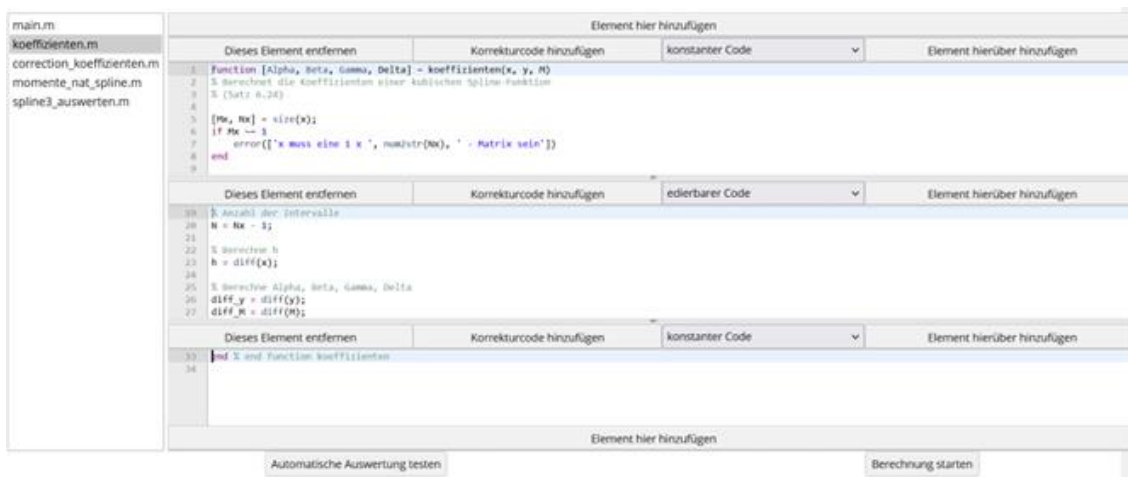 main.m
koeffizienten.m
correction_koeffizienten.m
momente_nat_spline.m
spline3_auswerten.m
Element hier hinzufügen
Dieses Element entfernen Korrekturcode hinzufügen konstanter Code Element hierüber hinzufügen
1 function [Alpha, Beta, Gamma, Delta] = koeffizienten(x, y, M)
2 % Berechnet die Koeffizienten einer kubischen Spline-Funktion
3 % (Satz 6.24)
4
5 [Mx, Nx] = size(x);
6 if Mx ~= 1
7 error(['x muss eine 1 x ', num2str(Nx), ' - Matrix sein'])
8 end
9
Dieses Element entfernen Korrekturcode hinzufügen edierbarer Code Element hierüber hinzufügen
19 % Anzahl der Intervalle
20 N = Nx - 1;
21
22 % Berechne h
23 h = diff(x);
24
25 % Berechne Alpha, Beta, Gamma, Delta
26 diff_y = diff(y);
27 diff_M = diff(M);
Dieses Element entfernen Korrekturcode hinzufügen konstanter Code Element hierüber hinzufügen
33 end % end function koeffizienten
34
Element hier hinzufügen
Automatische Auswertung testen Berechnung starten